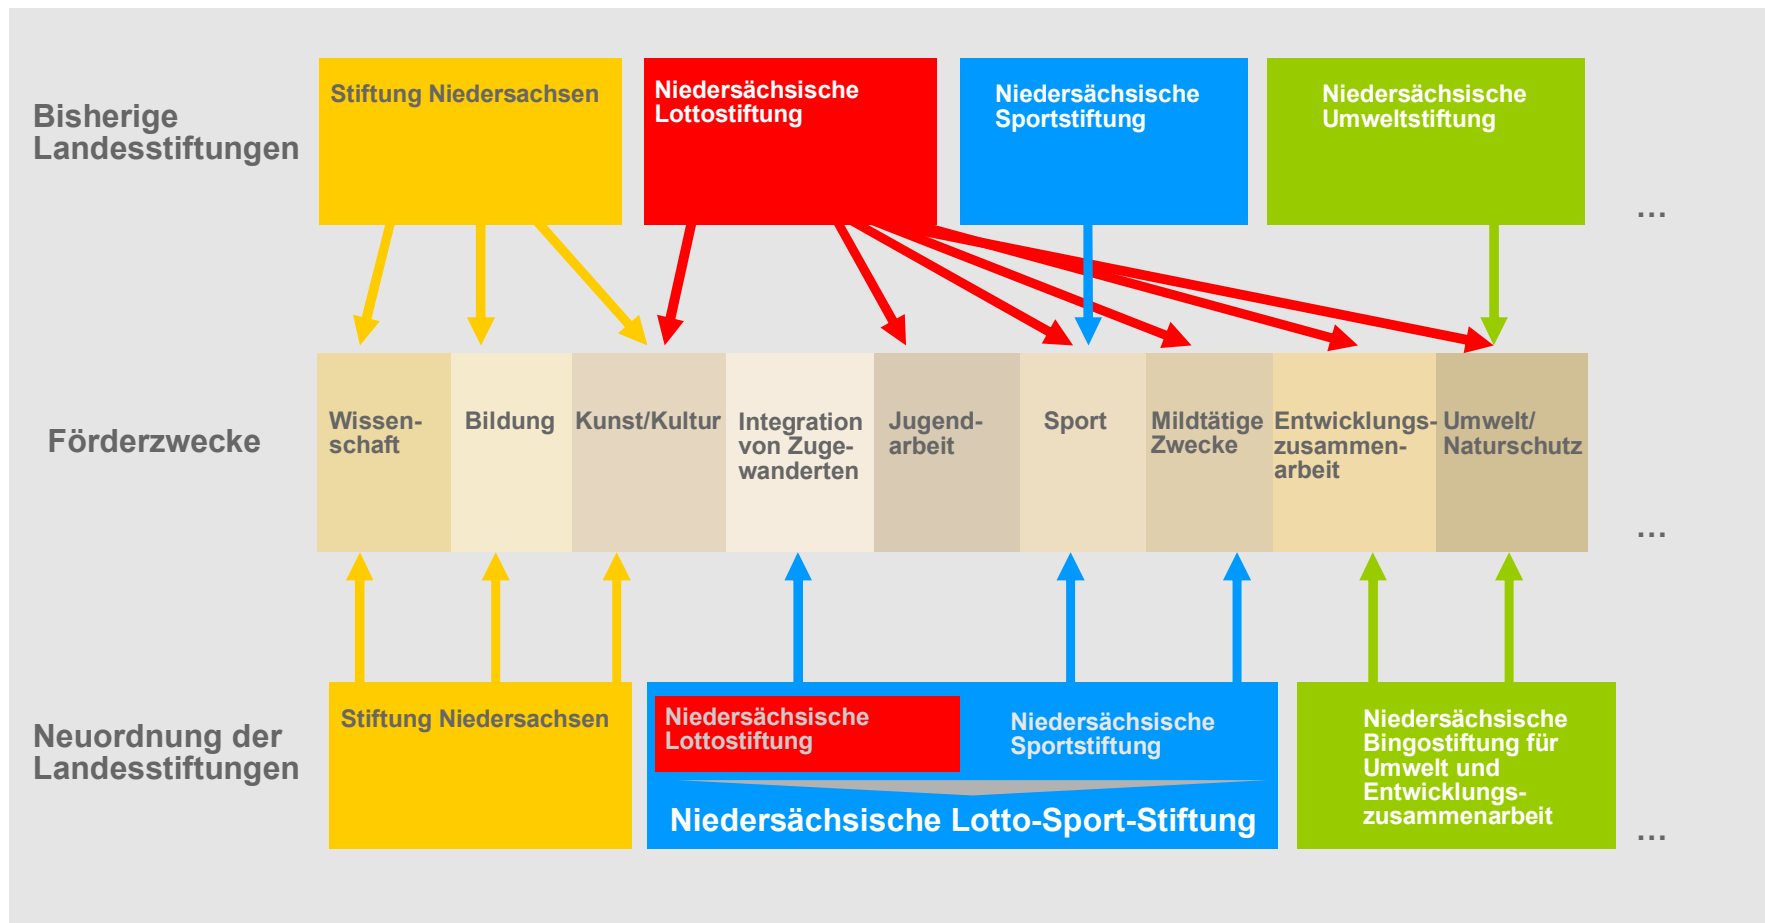 Bisherige
Landesstiftungen
Stiftung Niedersachsen
Niedersächsische
Lottostiftung
Niedersächsische
Sportstiftung
Niedersächsische
Umweltstiftung
...
Förderzwecke
Wissen-
schaft
Bildung
Kunst/Kultur
Integration
von Zuge-
wanderten
Jugend-
arbeit
Sport
Mildtätige
Zwecke
Entwicklungs-
zusammen-
arbeit
Umwelt/
Naturschutz
...
Neuordnung der
Landesstiftungen
Stiftung Niedersachsen
Niedersächsische
Lottostiftung
Niedersächsische
Sportstiftung
Niedersächsische Lotto-Sport-Stiftung
Niedersächsische
Bingostiftung für
Umwelt und
Entwicklungs-
zusammenarbeit
...